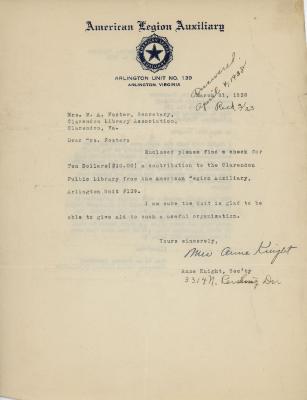 American Legion Auxiliary
ARLINGTON UNIT NO. 139
ARLINGTON, VIRGINIA
Answered
April 4, 1938
March 21, 1938
Rec'd 3/23
Mrs. F. A. Foster, Secretary,
Clarendon Library Association,
Clarendon, Va.
Dear Mrs. Foster:
Enclosed please find a check for
Ten Dollars($10.00) a contribution to the Clarendon
Public Library from the American Legion Auxiliary,
Arlington Unit #139.
I am sure the Unit is glad to be
able to give aid to such a useful organization.
Yours sincerely,
Mrs Anne Knight
Anne Knight, Sec'ty
3314 N. Pershing Dr